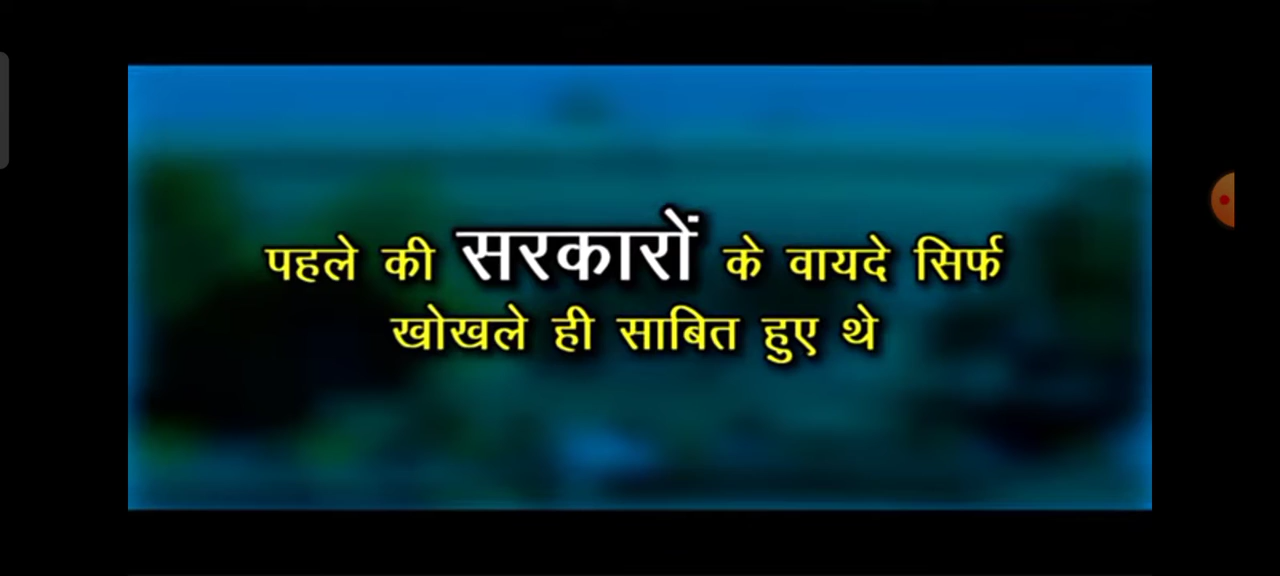 पहले की सरकारों के वायदे सिर्फ
खोखले ही साबित हुए थे